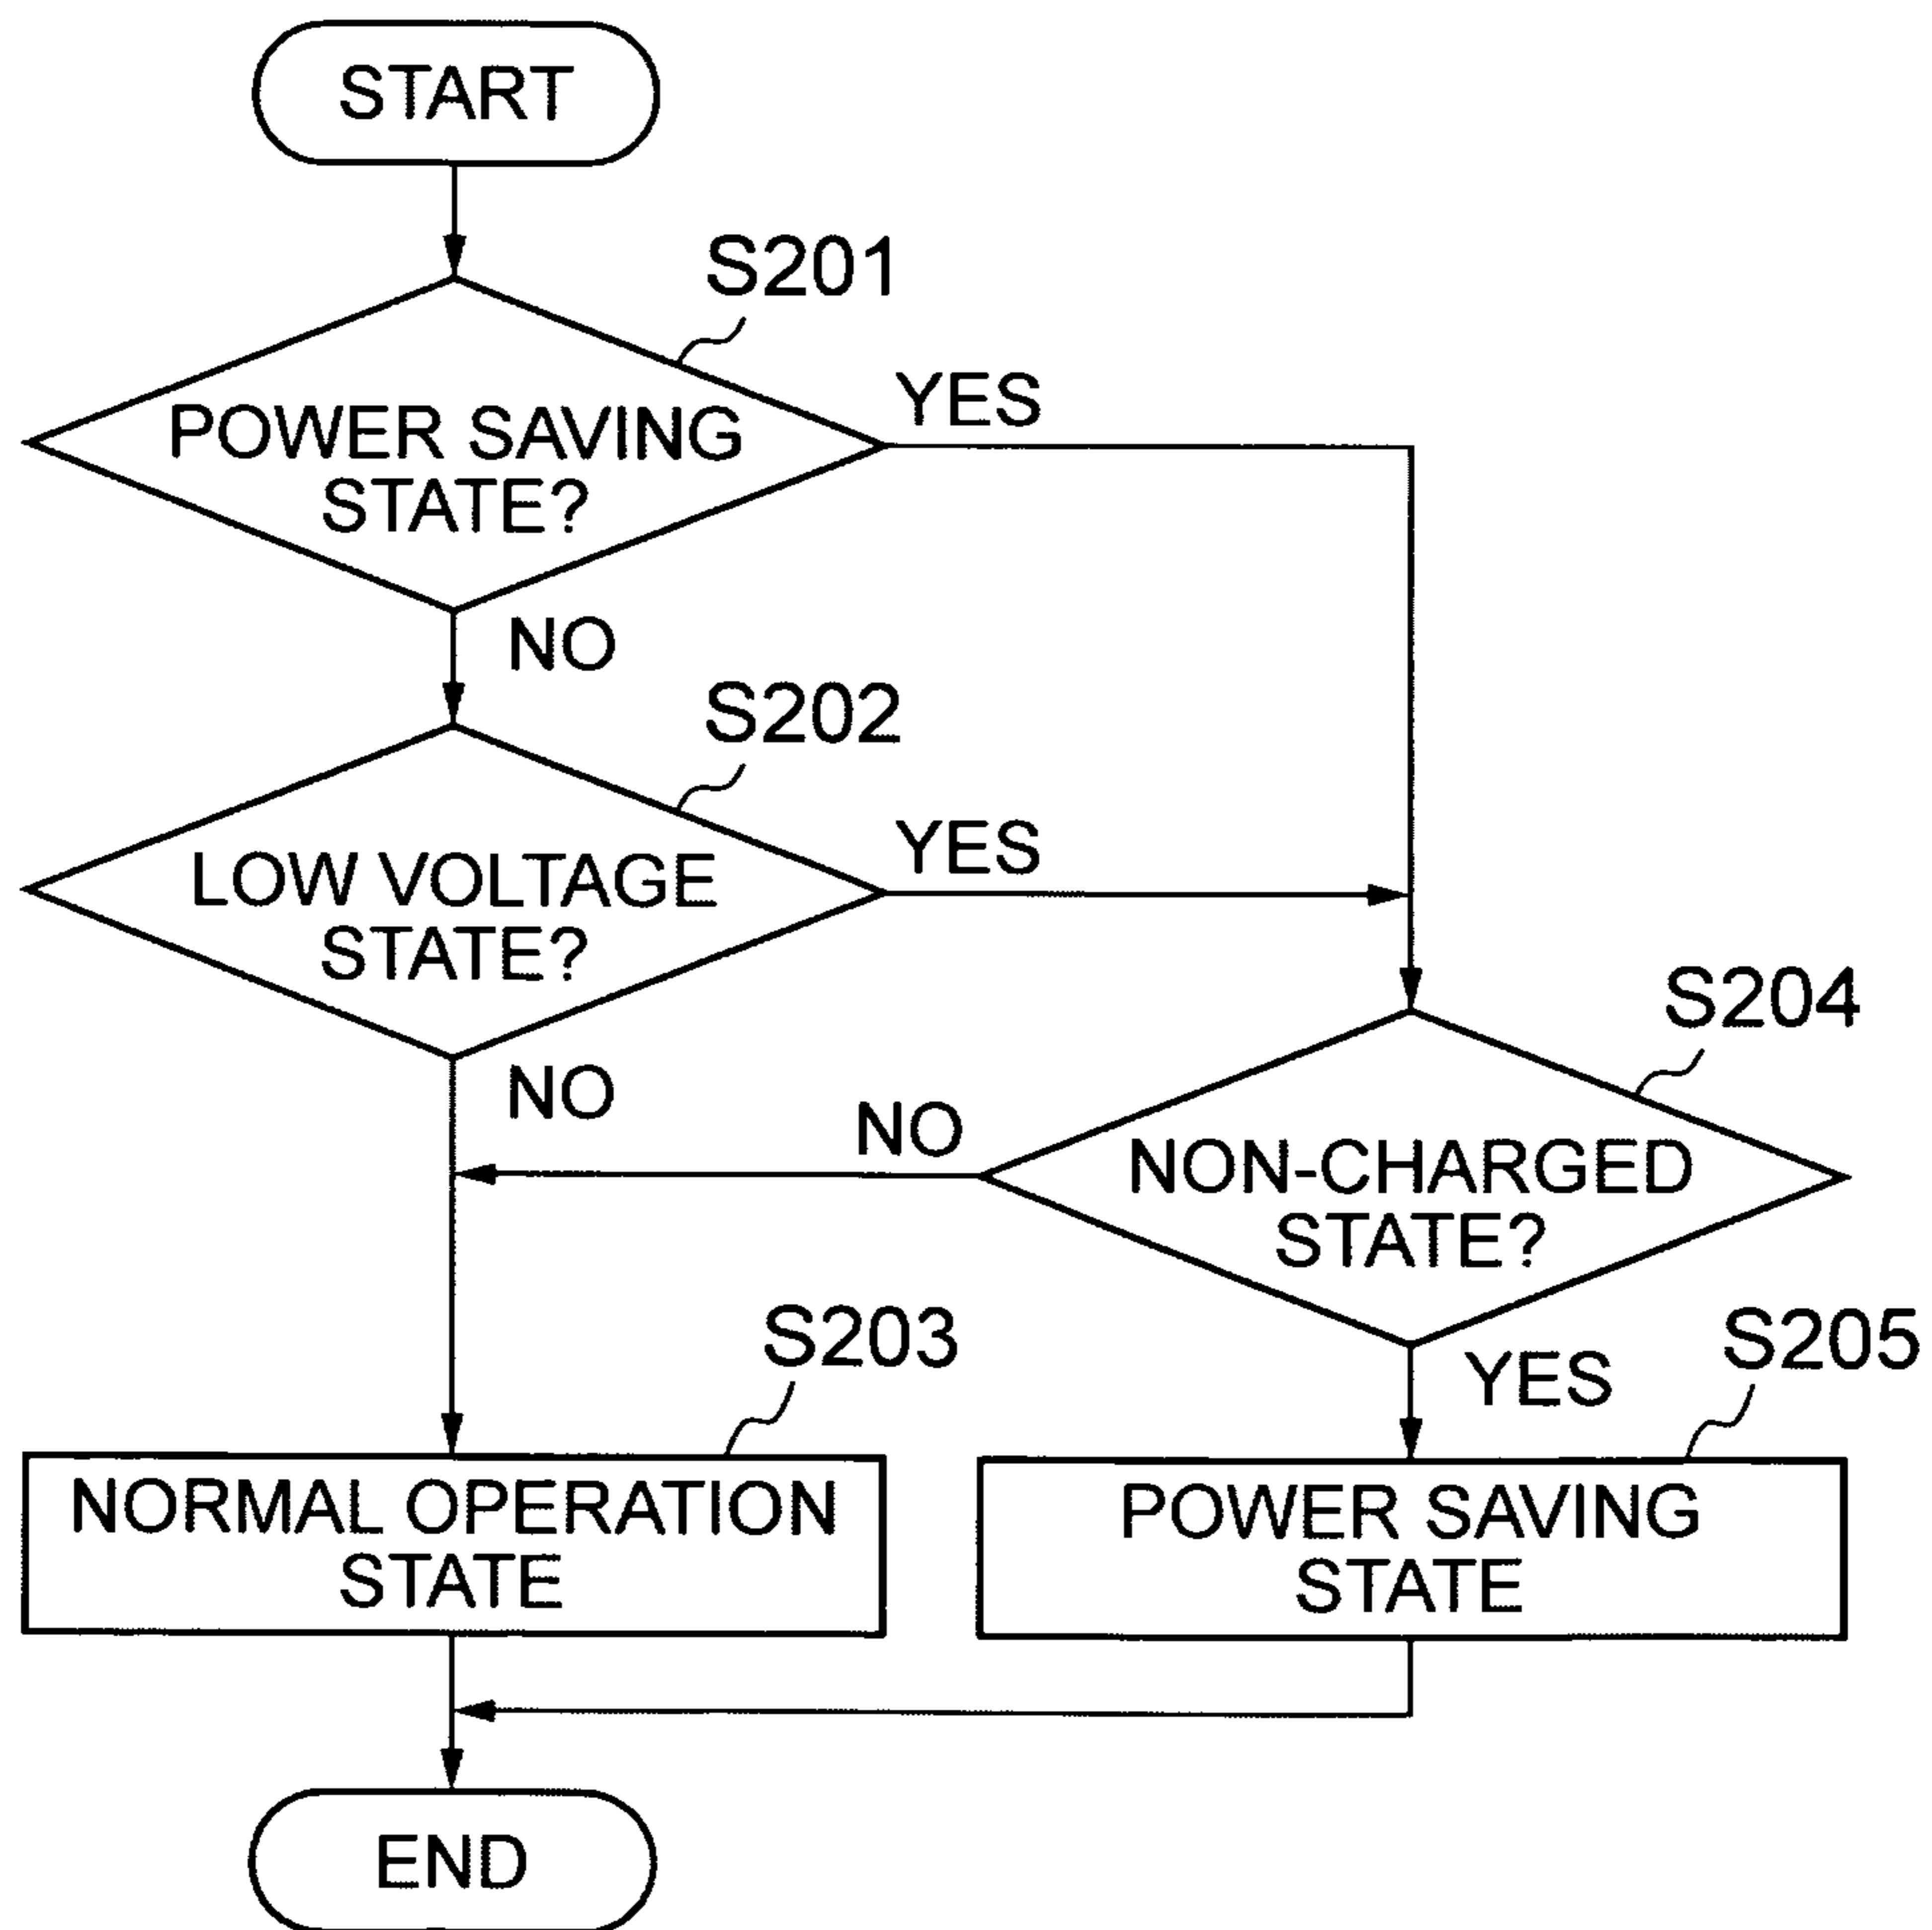 START
S201
POWER SAVING
STATE?
YES
NO
S202
LOW VOLTAGE
STATE?
YES
NO
S204
NON-CHARGED
STATE?
NO
YES
S203
NORMAL OPERATION
STATE
S205
POWER SAVING
STATE
END